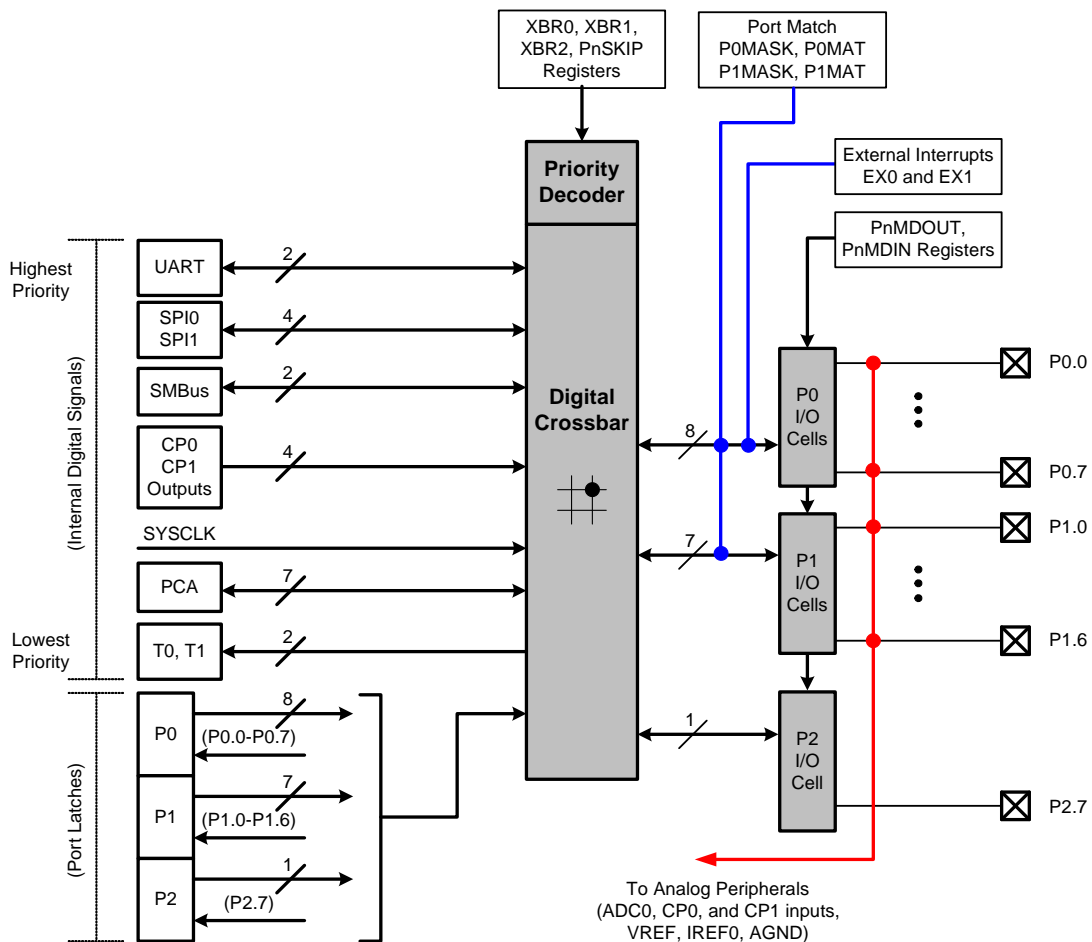 XBR0, XBR1,
XBR2, PnSKIP
Registers
Port Match
P0MASK, P0MAT
P1MASK, P1MAT
External Interrupts
EX0 and EX1
PnMDOUT,
PnMDIN Registers
Priority
Decoder
Digital
Crossbar
Highest
Priority
(Internal Digital Signals)
Lowest
Priority
UART
2
SPI0
SPI1
4
SMBus
2
CP0
CP1
Outputs
4
SYSCLK
PCA
7
T0, T1
2
(Port Latches)
P0
8
(P0.0-P0.7)
P1
7
(P1.0-P1.6)
P2
1
(P2.7)
8
7
1
P0
I/O
Cells
P1
I/O
Cells
P2
I/O
Cell
P0.0
P0.7
P1.0
P1.6
P2.7
To Analog Peripherals
(ADC0, CP0, and CP1 inputs,
VREF, IREF0, AGND)